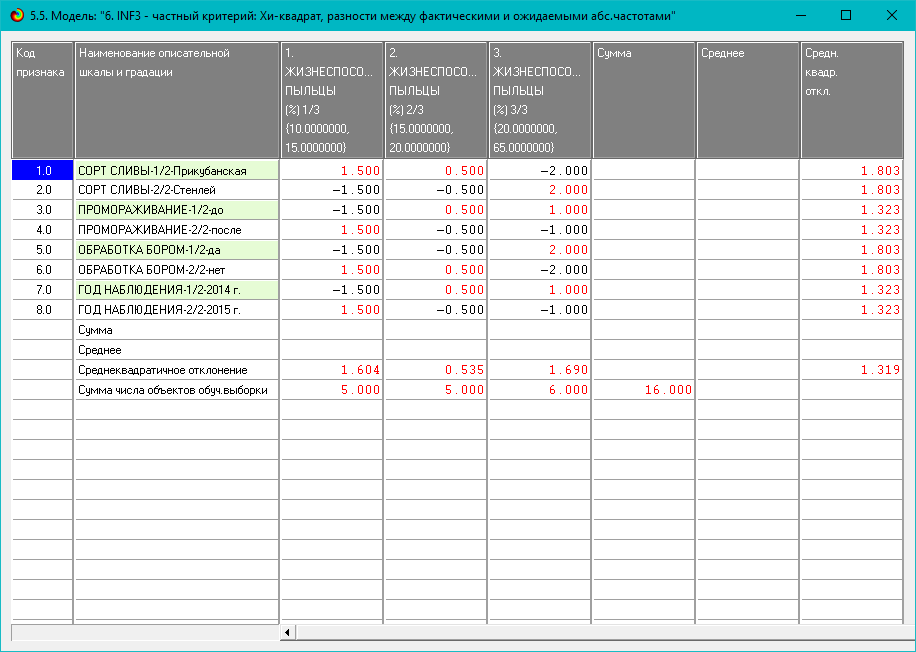 5.5. Модель: "6. INF3 - частный критерий: Хи-квадрат, разности между фактическими и ожидаемыми абс.частотами"
Код признака Наименование описательной шкалы и градации 1. ЖИЗНЕСПОСО... ПЫЛЬЦЫ (%) 1/3 {10.0000000, 15.0000000} 2. ЖИЗНЕСПОСО... ПЫЛЬЦЫ (%) 2/3 {15.0000000, 20.0000000} 3. ЖИЗНЕСПОСО... ПЫЛЬЦЫ (%) 3/3 {20.0000000, 65.0000000} Сумма Среднее Средн. квадр. откл.
1.0 СОРТ СЛИВЫ-1/2-Прикубанская 1.500 0.500 -2.000 1.803
2.0 СОРТ СЛИВЫ-2/2-Стенлей -1.500 -0.500 2.000 1.803
3.0 ПРОМОРАЖИВАНИЕ-1/2-до -1.500 0.500 1.000 1.323
4.0 ПРОМОРАЖИВАНИЕ-2/2-после 1.500 -0.500 -1.000 1.323
5.0 ОБРАБОТКА БОРОМ-1/2-да -1.500 -0.500 2.000 1.803
6.0 ОБРАБОТКА БОРОМ-2/2-нет 1.500 0.500 -2.000 1.803
7.0 ГОД НАБЛЮДЕНИЯ-1/2-2014 г. -1.500 0.500 1.000 1.323
8.0 ГОД НАБЛЮДЕНИЯ-2/2-2015 г. 1.500 -0.500 -1.000 1.323
Сумма
Среднее
Среднеквадратичное отклонение 1.604 0.535 1.690 1.319
Сумма числа объектов обуч.выборки 5.000 5.000 6.000 16.000